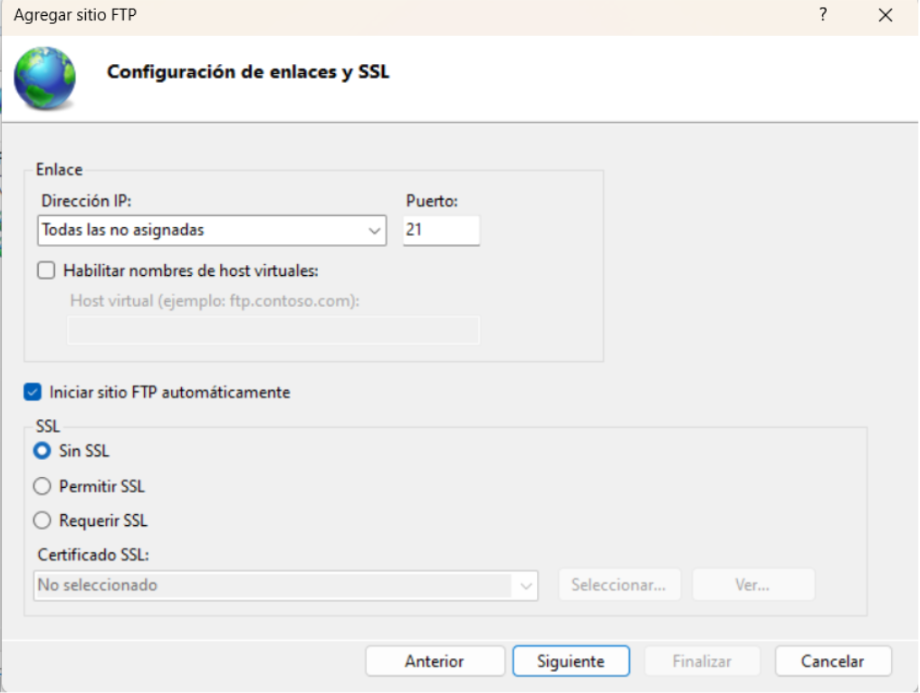 Agregar sitio FTP ?
Configuración de enlaces y SSL
Enlace
Dirección IP: Puerto:
Todas las no asignadas 21
Habilitar nombres de host virtuales:
Host virtual (ejemplo: ftp.contoso.com):
Iniciar sitio FTP automáticamente
SSL
Sin SSL
Permitir SSL
Requerir SSL
Certificado SSL:
No seleccionado Seleccionar... Ver...
Anterior Siguiente Finalizar Cancelar